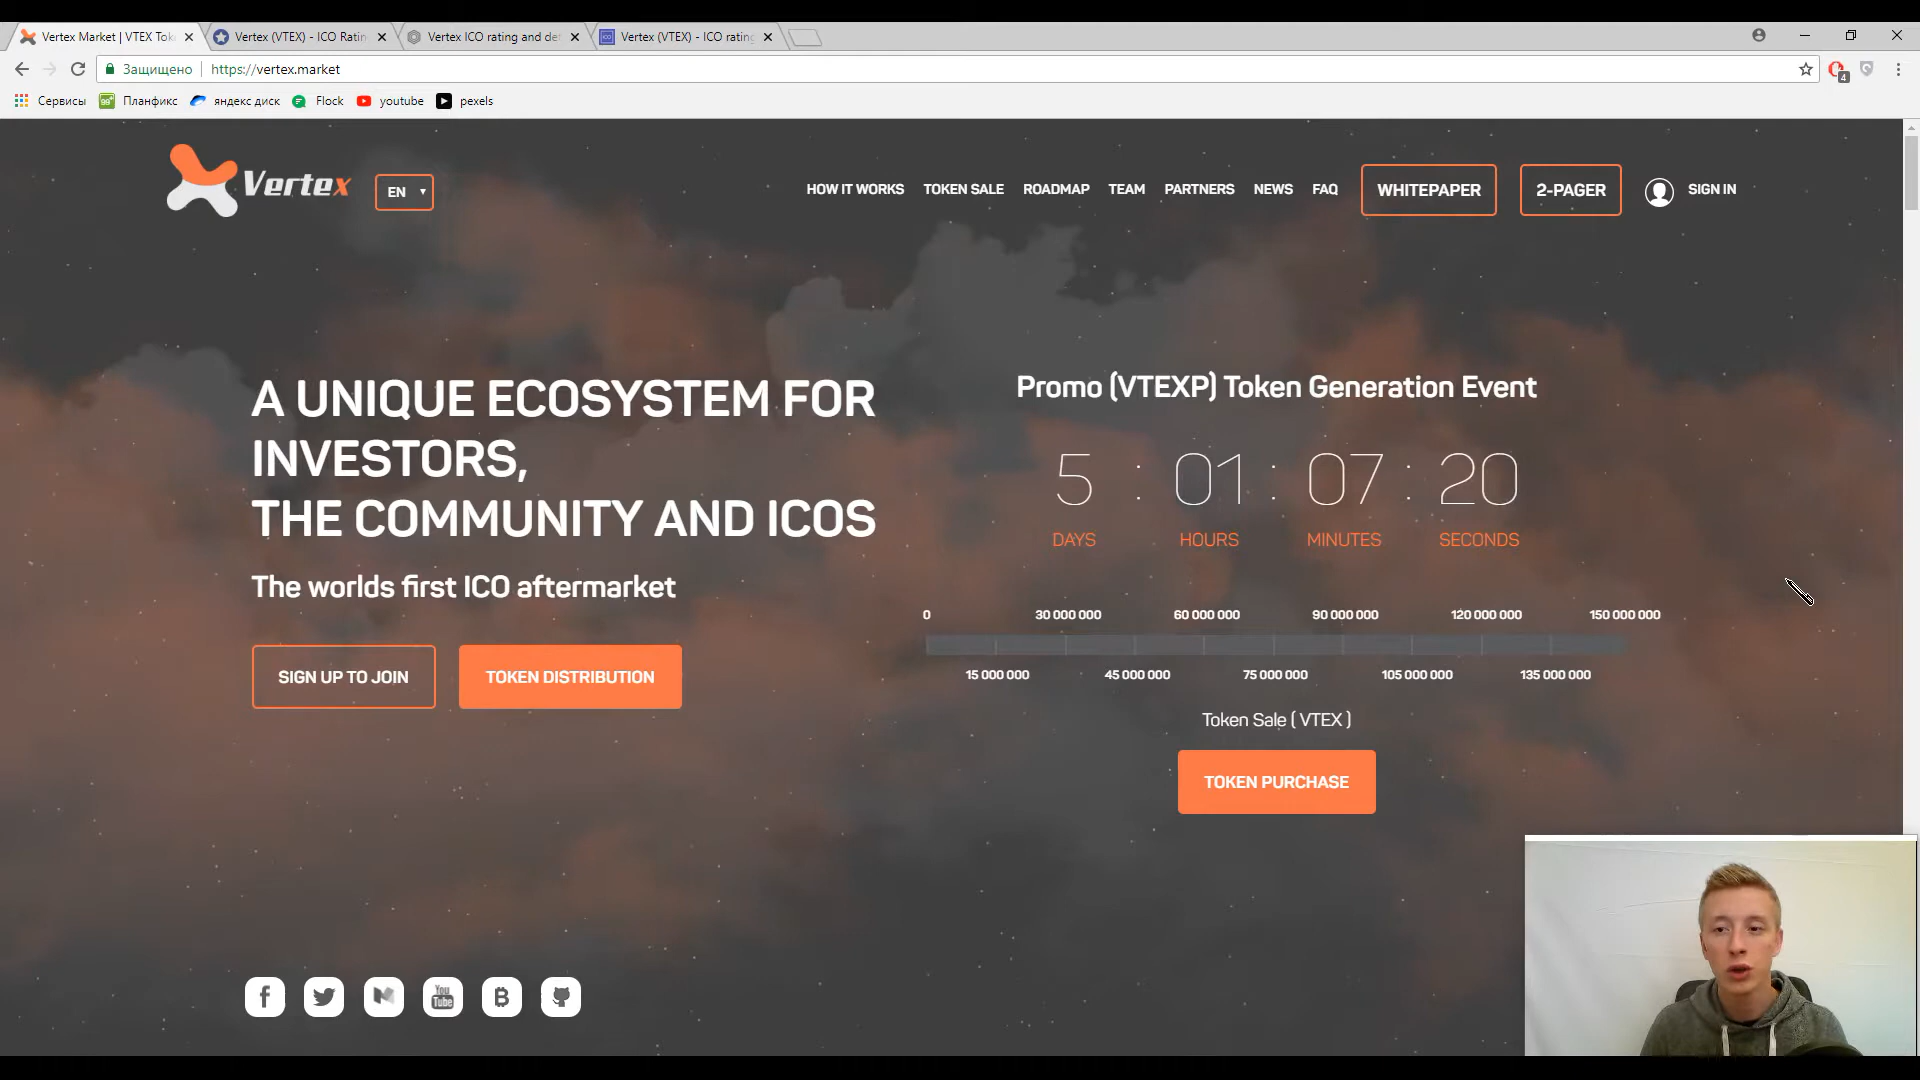 Vertex Market | VTEX Tok
Vertex (VTEX) - ICO Ratin
Vertex ICO rating and det
Vertex (VTEX) - ICO rating
Защищено
https://vertex.market
4
Сервисы
99+
Планфикс
яндекс диск
Flock
youtube
pexels
Vertex
EN
HOW IT WORKS
TOKEN SALE
ROADMAP
TEAM
PARTNERS
NEWS
FAQ
WHITEPAPER
2-PAGER
SIGN IN
A UNIQUE ECOSYSTEM FOR
INVESTORS,
THE COMMUNITY AND ICOS
The worlds first ICO aftermarket
SIGN UP TO JOIN
TOKEN DISTRIBUTION
Promo (VTEXP) Token Generation Event
5 : 01 : 07 : 20
DAYS HOURS MINUTES SECONDS
0 30 000 000 60 000 000 90 000 000 120 000 000 150 000 000
15 000 000 45 000 000 75 000 000 105 000 000 135 000 000
Token Sale ( VTEX )
TOKEN PURCHASE
You Tube